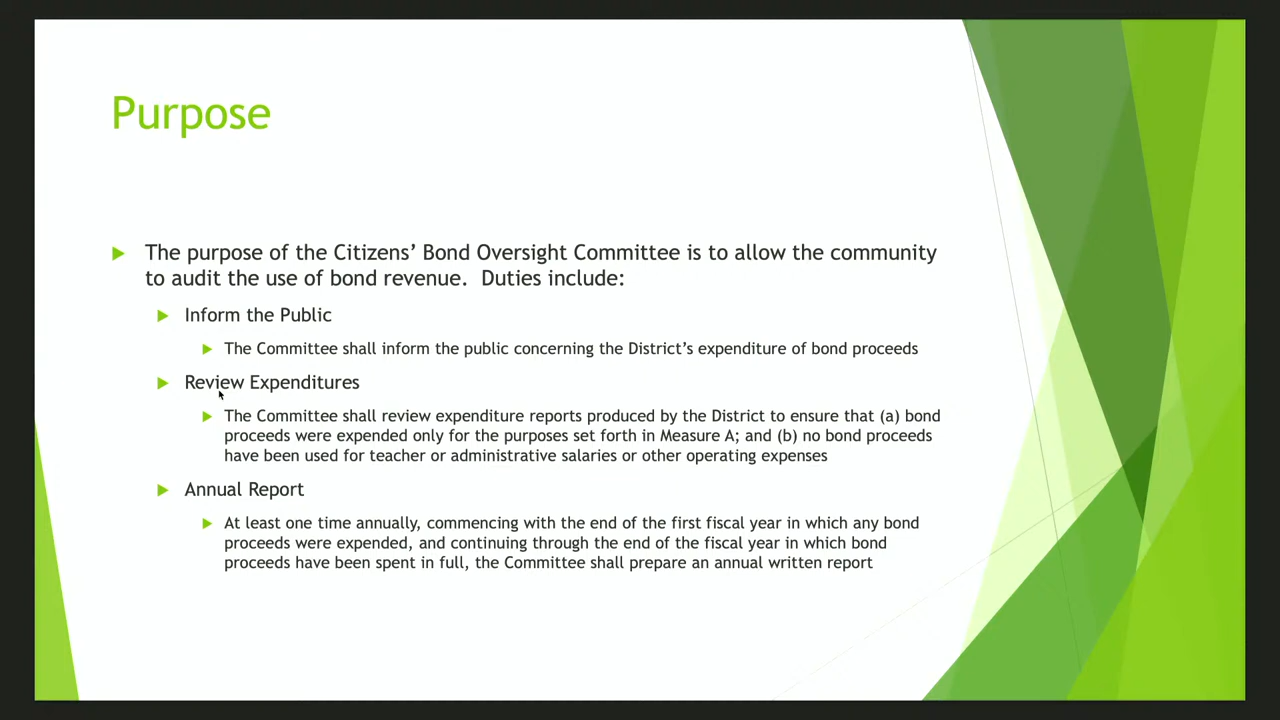 Purpose
The purpose of the Citizens’ Bond Oversight Committee is to allow the community
to audit the use of bond revenue.  Duties include:
Inform the Public
The Committee shall inform the public concerning the District’s expenditure of bond proceeds
Review Expenditures
The Committee shall review expenditure reports produced by the District to ensure that (a) bond
proceeds were expended only for the purposes set forth in Measure A; and (b) no bond proceeds
have been used for teacher or administrative salaries or other operating expenses
Annual Report
At least one time annually, commencing with the end of the first fiscal year in which any bond
proceeds were expended, and continuing through the end of the fiscal year in which bond
proceeds have been spent in full, the Committee shall prepare an annual written report